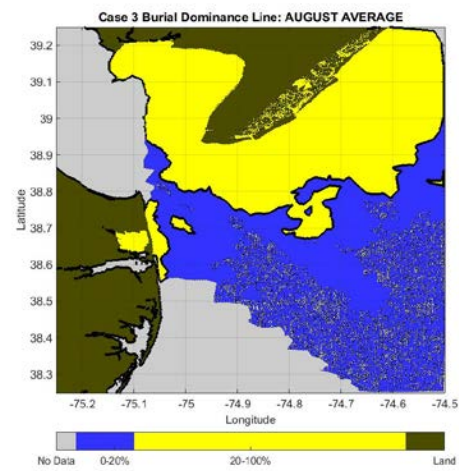 Case 3 Burial Dominance Line: AUGUST AVERAGE
39.2
39.1
39
38.9
38.8
38.7
38.6
38.5
38.4
38.3
Latitude
-75.2 -75.1 -75 -74.9 -74.8 -74.7 -74.6 -74.5
Longitude
No Data 0-20% 20-100% Land